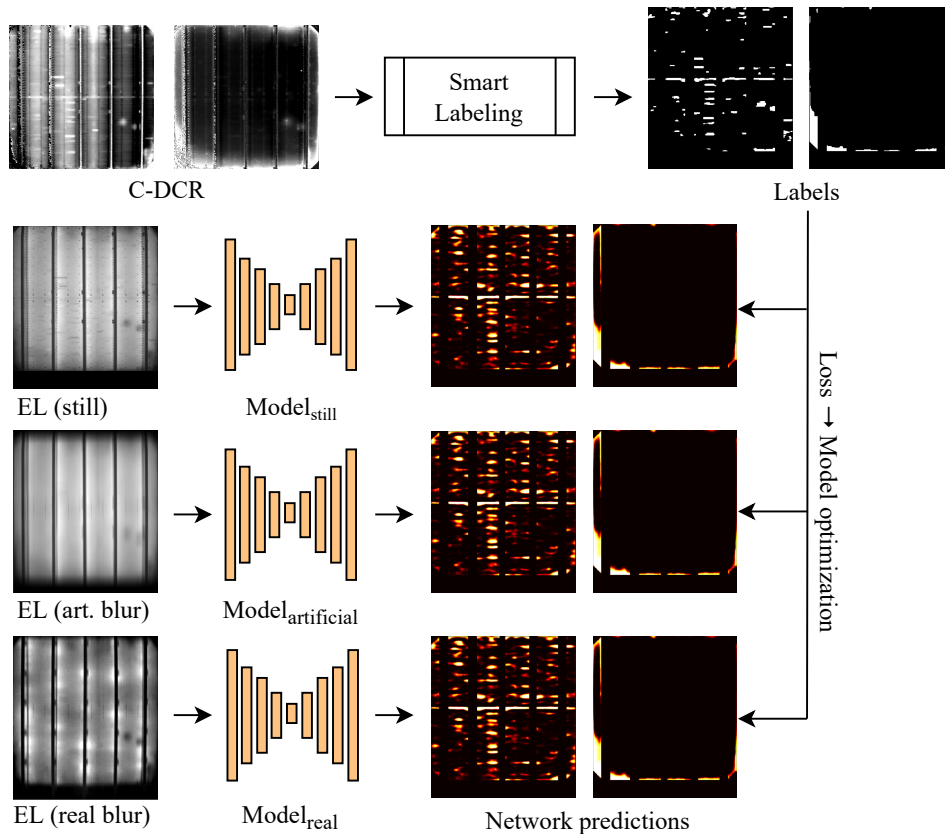 Smart
Labeling
C-DCR
Labels
EL (still)
Model_still
EL (art. blur)
Model_artificial
EL (real blur)
Model_real
Network predictions
Loss → Model optimization